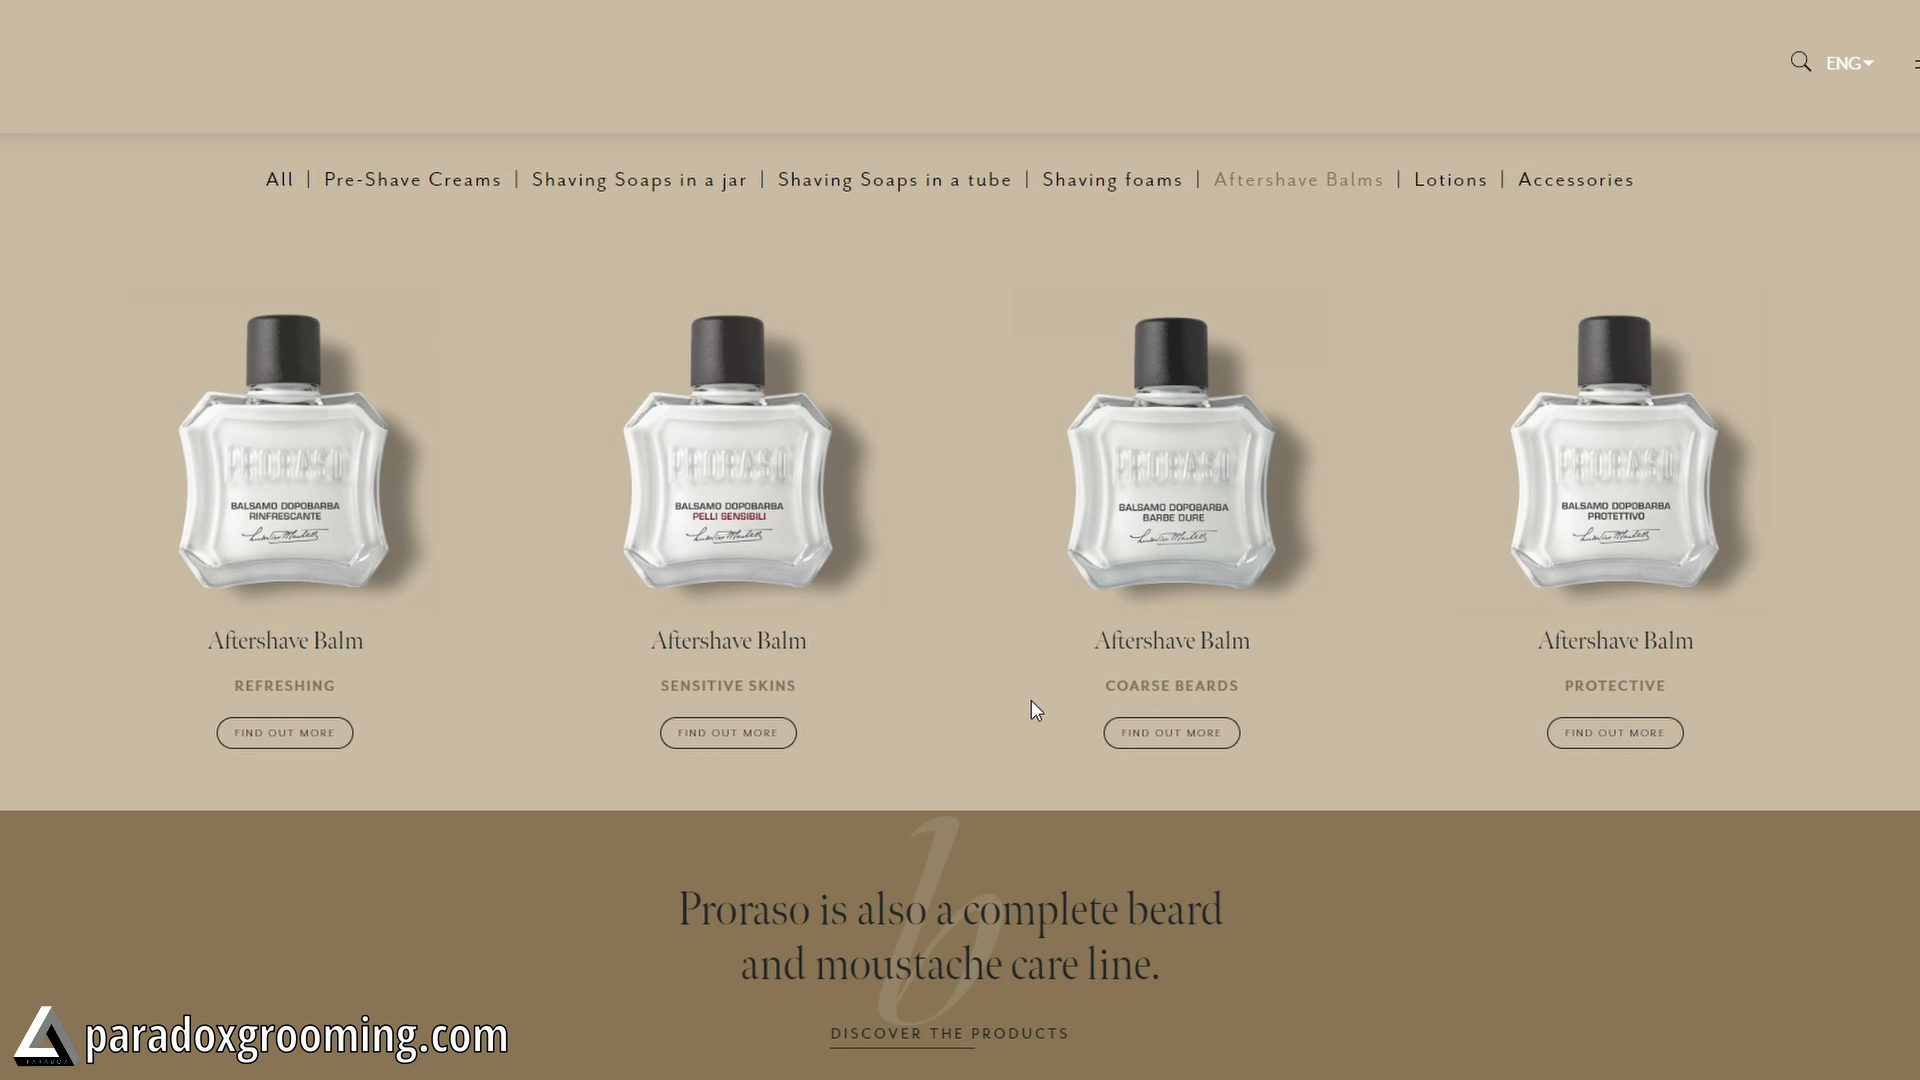 ENG
All | Pre-Shave Creams | Shaving Soaps in a jar | Shaving Soaps in a tube | Shaving foams | Aftershave Balms | Lotions | Accessories
PRORASO
BALSAMO DOPOBARBA
RINFRESCANTE
PRORASO
BALSAMO DOPOBARBA
PELLI SENSIBILI
PRORASO
BALSAMO DOPOBARBA
BARBE DURE
PRORASO
BALSAMO DOPOBARBA
PROTETTIVO
Aftershave Balm
REFRESHING
FIND OUT MORE
Aftershave Balm
SENSITIVE SKINS
FIND OUT MORE
Aftershave Balm
COARSE BEARDS
FIND OUT MORE
Aftershave Balm
PROTECTIVE
FIND OUT MORE
b
Proraso is also a complete beard
and moustache care line.
DISCOVER THE PRODUCTS
PARADOX
paradoxgrooming.com